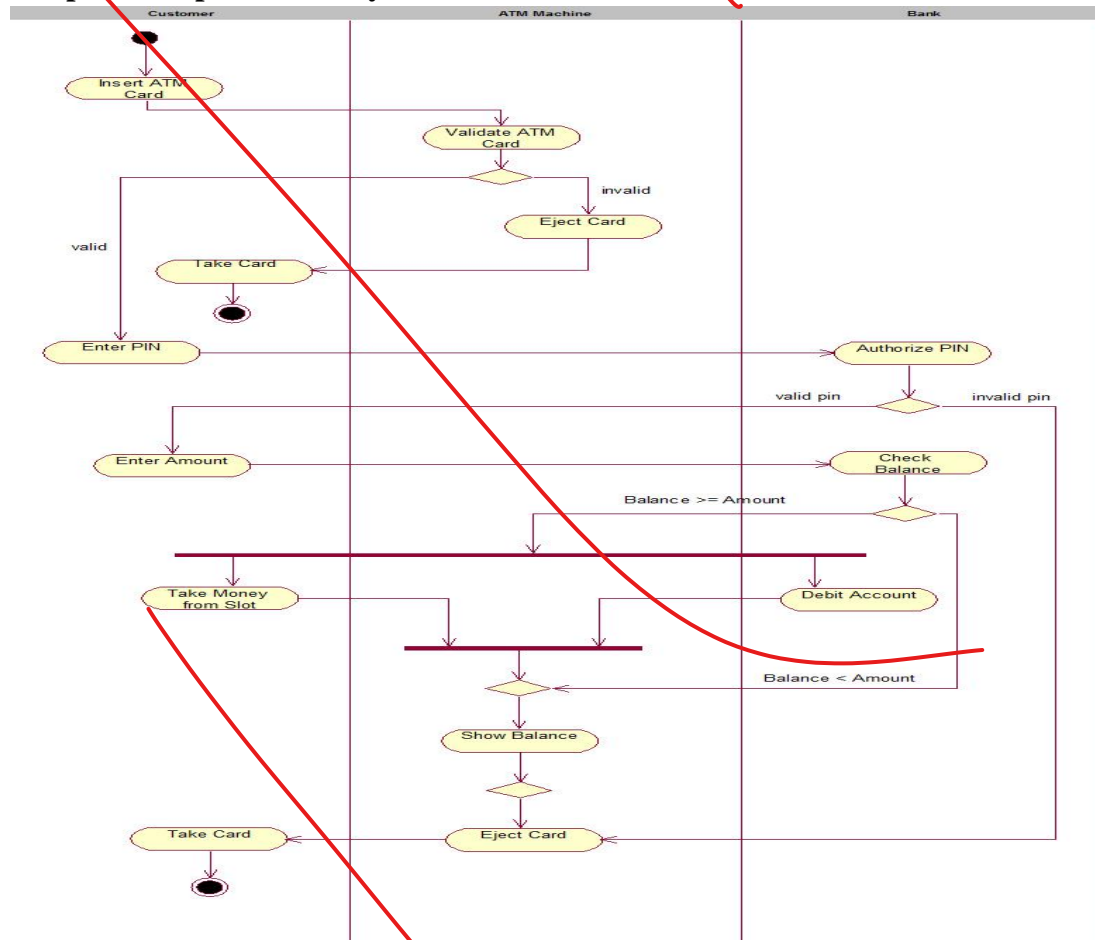 Customer ATM Machine Bank
Insert ATM
Card
Validate ATM
Card
invalid
Eject Card
valid
Take Card
Enter PIN
Authorize PIN
valid pin
invalid pin
Enter Amount
Check
Balance
Balance >= Amount
Take Money
from Slot
Debit Account
Balance < Amount
Show Balance
Take Card
Eject Card